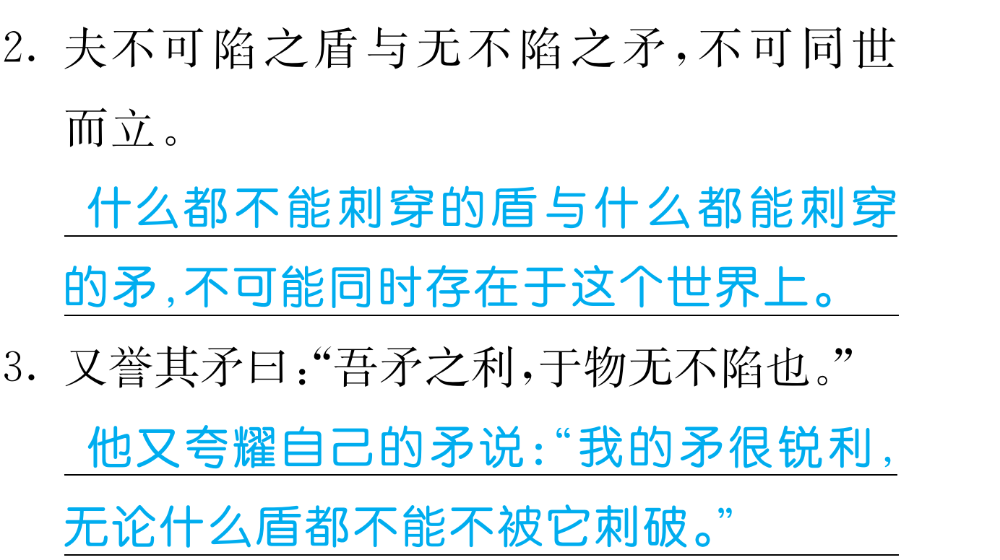 2. 夫不可陷之盾与无不陷之矛,不可同世
而立。
什么都不能刺穿的盾与什么都能刺穿
的矛,不可能同时存在于这个世界上。
3. 又誉其矛曰:“吾矛之利,于物无不陷也。”
他又夸耀自己的矛说:“我的矛很锐利,
无论什么盾都不能不被它刺破。”